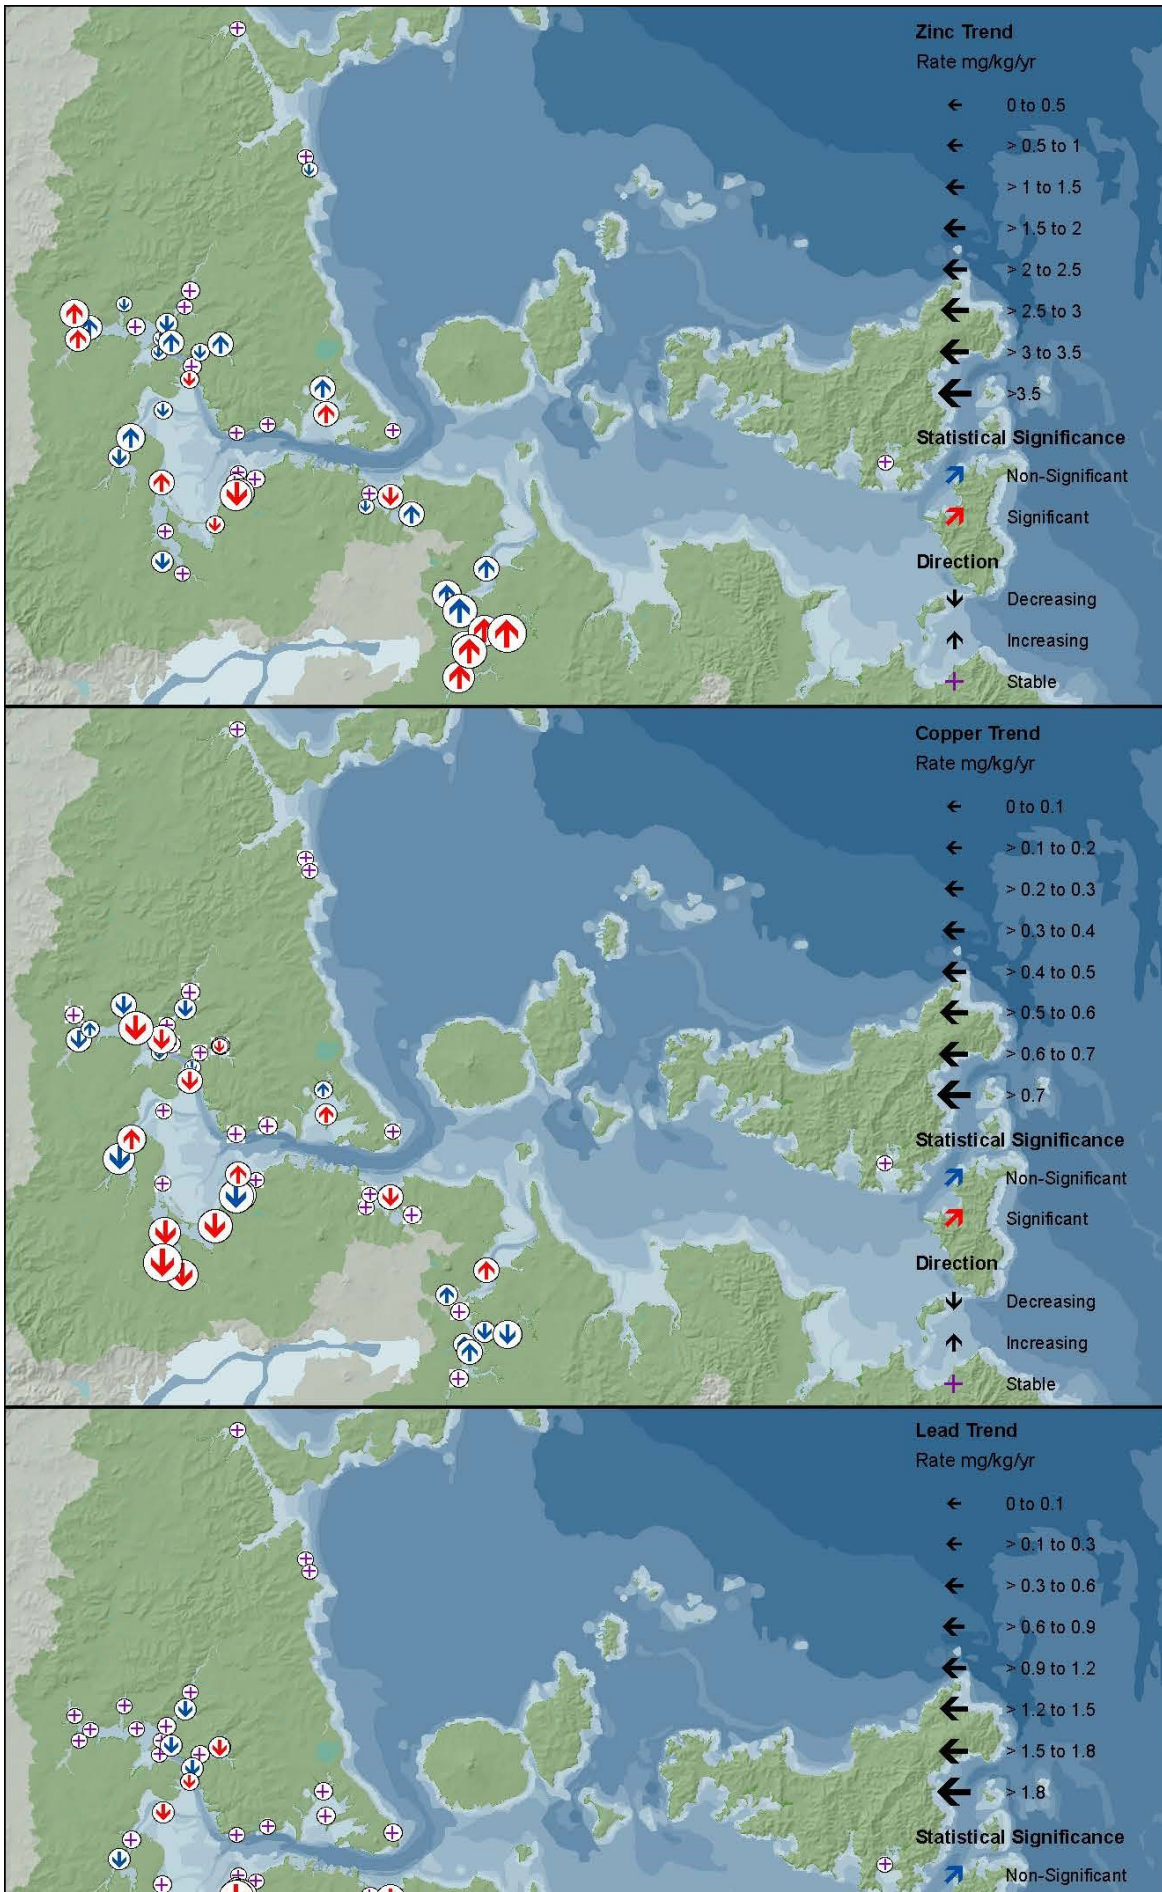 Zinc Trend
Rate mg/kg/yr
0 to 0.5
> 0.5 to 1
> 1 to 1.5
> 1.5 to 2
> 2 to 2.5
> 2.5 to 3
> 3 to 3.5
>3.5
Statistical Significance
Non-Significant
Significant
Direction
Decreasing
Increasing
Stable
Copper Trend
Rate mg/kg/yr
0 to 0.1
> 0.1 to 0.2
> 0.2 to 0.3
> 0.3 to 0.4
> 0.4 to 0.5
> 0.5 to 0.6
> 0.6 to 0.7
> 0.7
Statistical Significance
Non-Significant
Significant
Direction
Decreasing
Increasing
Stable
Lead Trend
Rate mg/kg/yr
0 to 0.1
> 0.1 to 0.3
> 0.3 to 0.6
> 0.6 to 0.9
> 0.9 to 1.2
> 1.2 to 1.5
> 1.5 to 1.8
> 1.8
Statistical Significance
Non-Significant